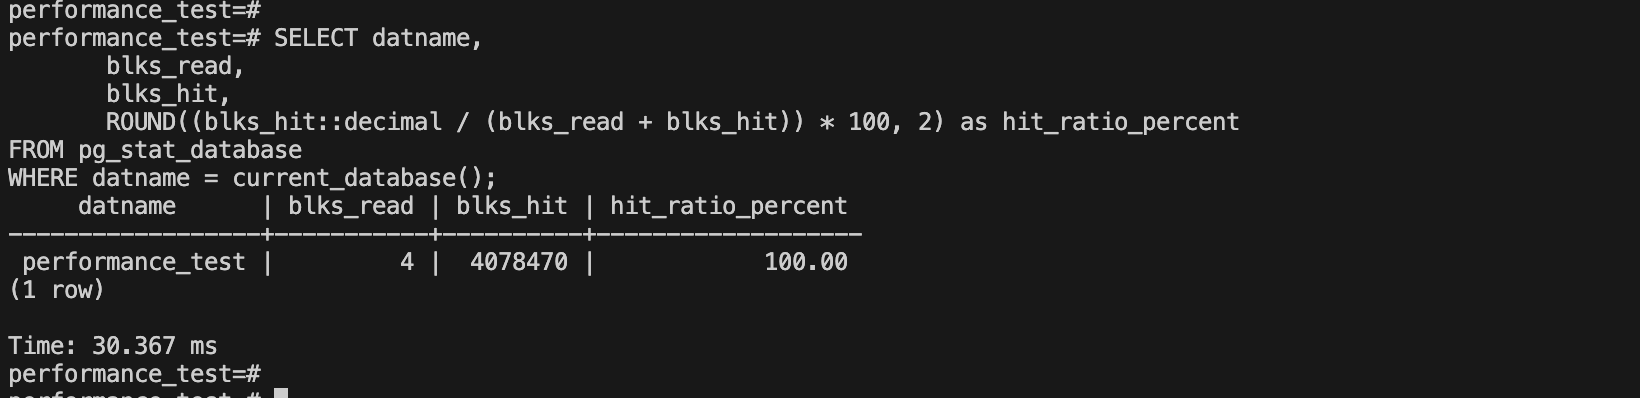 performance_test=#
performance_test=# SELECT datname,
       blks_read,
       blks_hit,
       ROUND((blks_hit::decimal / (blks_read + blks_hit)) * 100, 2) as hit_ratio_percent
FROM pg_stat_database
WHERE datname = current_database();
     datname      | blks_read | blks_hit | hit_ratio_percent
------------------+-----------+----------+-------------------
 performance_test |         4 |  4078470 |            100.00
(1 row)

Time: 30.367 ms
performance_test=#
performance_test=#